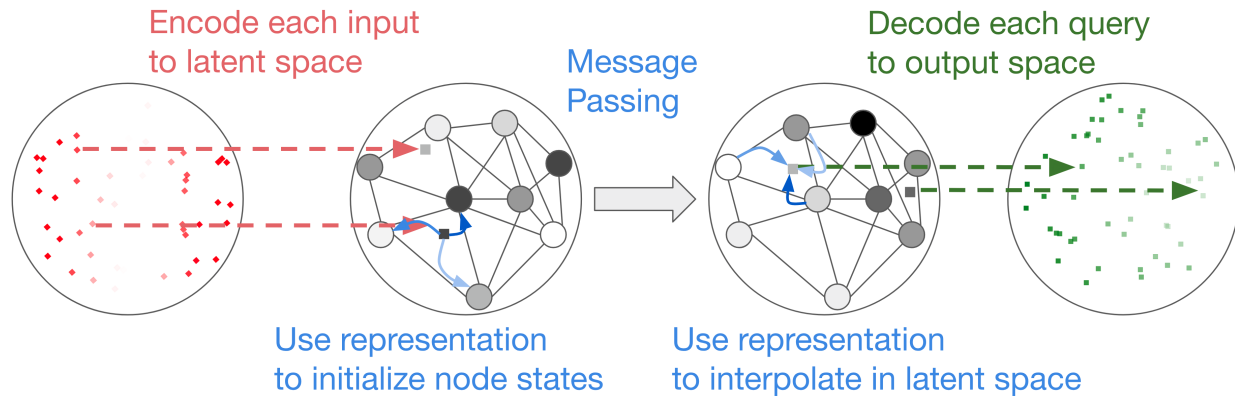 Encode each input
to latent space
Message
Passing
Decode each query
to output space
Use representation
to initialize node states
Use representation
to interpolate in latent space